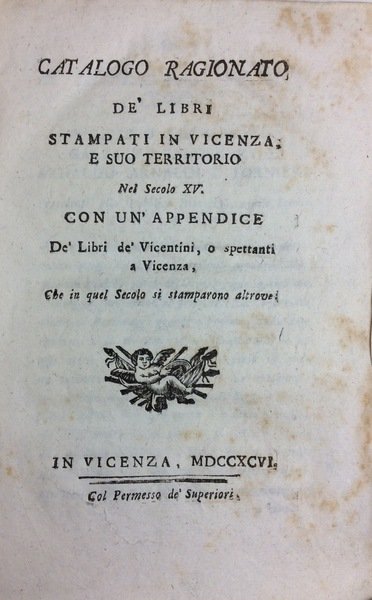 CATALOGO RAGIONATO
DE' LIBRI
STAMPATI IN VICENZA,
E SUO TERRITORIO
Nel Secolo XV.
CON UN' APPENDICE
De' Libri de' Vicentini, o spettanti
a Vicenza,
Che in quel Secolo si stamparono altrove.
IN VICENZA, MDCCXCVI.
Col Permesso de' Superiori.